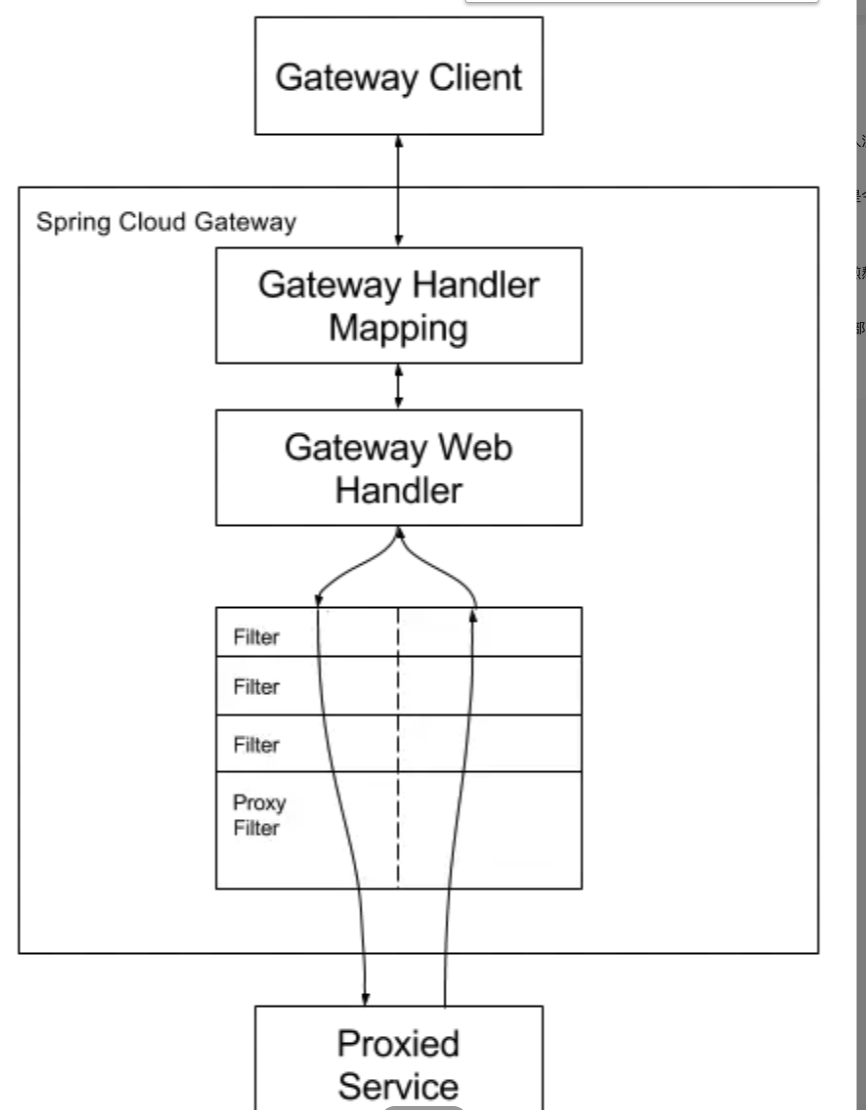 Gateway Client
Spring Cloud Gateway
Gateway Handler
Mapping
Gateway Web
Handler
Filter
Filter
Filter
Proxy
Filter
Proxied
Service